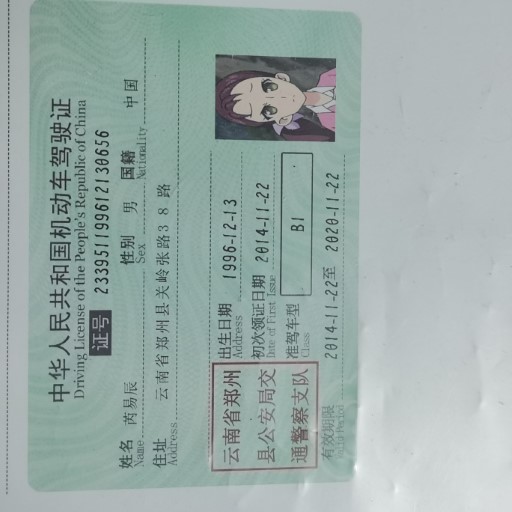 中华人民共和国机动车驾驶证
Driving License of the People's Republic of China
证号 233951199612130656
姓名 芮易辰 性别 男 国籍 中国
Name Sex Nationality
住址 云南省郑州县关岭张路38路
Address
出生日期 1996-12-13
Address
初次领证日期 2014-11-22
Date of First Issue
准驾车型 B1
Class
云南省郑州
县公安局交
通警察支队
有效期限 2014-11-22至 2020-11-22
Valid Period